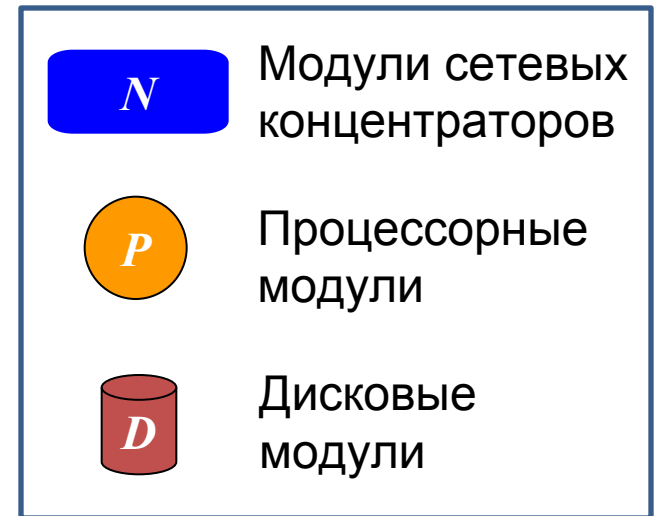 N
Модули сетевых
концентраторов
P
Процессорные
модули
D
Дисковые
модули